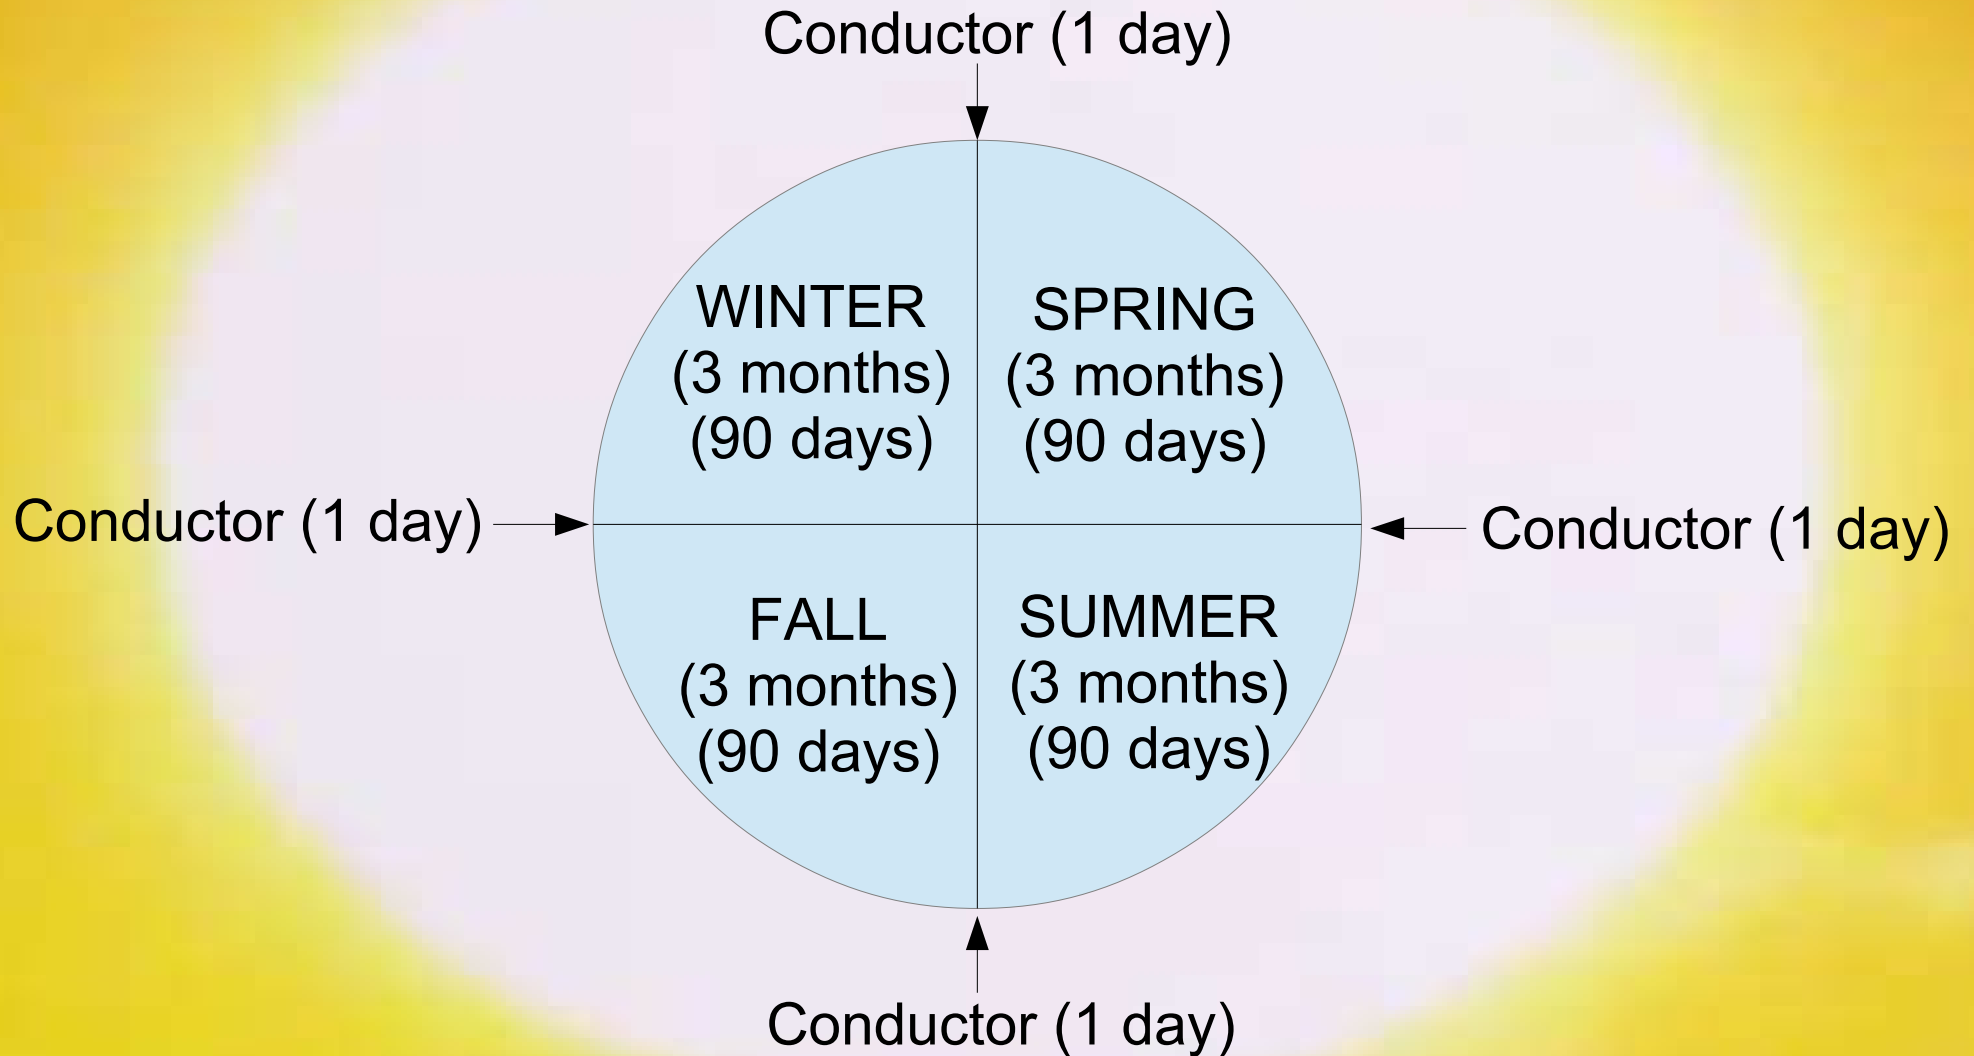 Conductor (1 day)
WINTER
(3 months)
(90 days)
SPRING
(3 months)
(90 days)
Conductor (1 day)
Conductor (1 day)
FALL
(3 months)
(90 days)
SUMMER
(3 months)
(90 days)
Conductor (1 day)